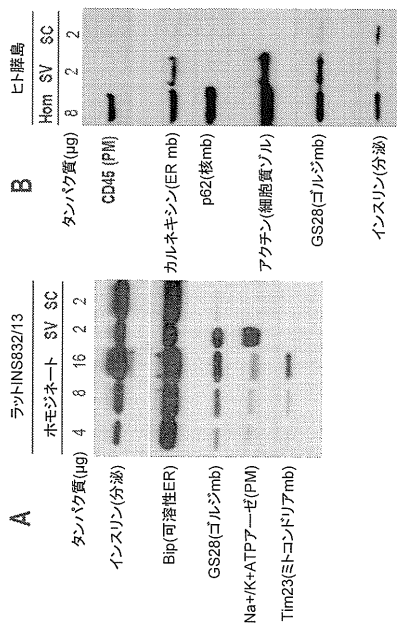 A
ラットINS832/13
ホモジネート SV SC
タンパク質(μg) 4 8 16 2 2
インスリン(分泌)
Bip(可溶性ER)
GS28(ゴルジmb)
Na+/K+ATPアーゼ(PM)
Tim23(ミトコンドリアmb)
B
ヒト膵島
Hom SV SC
タンパク質(μg) 8 2 2
CD45 (PM)
カルネキシン(ER mb)
p62(核mb)
アクチン(細胞質ゾル)
GS28(ゴルジmb)
インスリン(分泌)